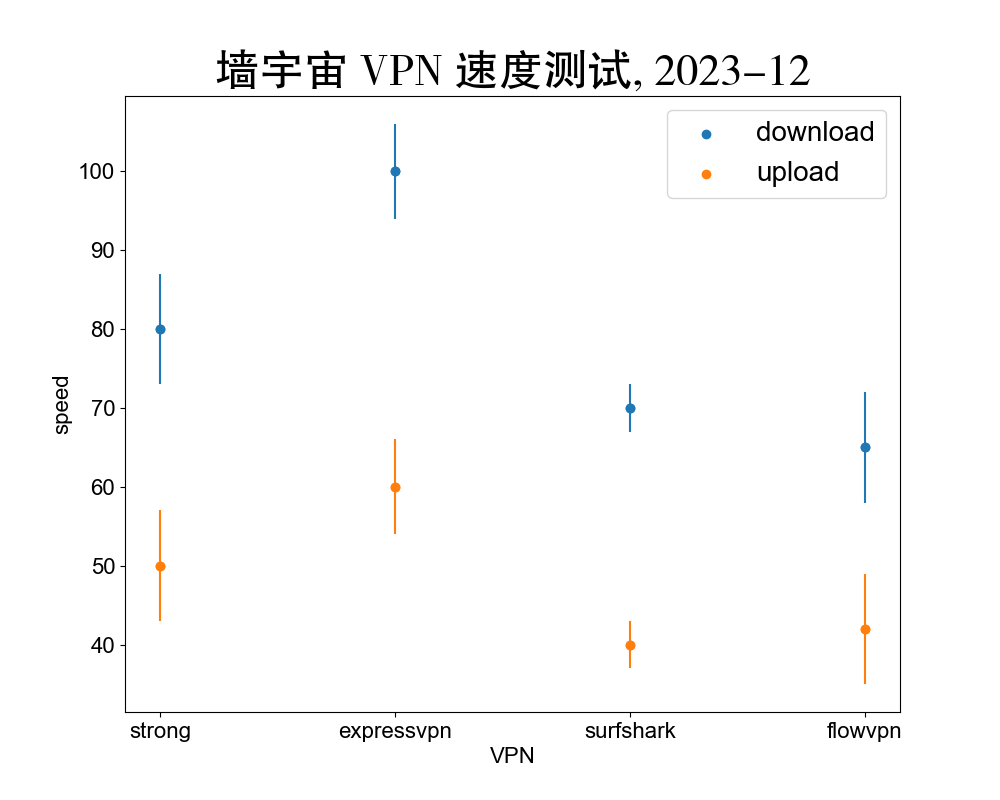 墙宇宙 VPN 速度测试, 2023-12
download
upload
100
90
80
70
60
50
40
speed
strong
expressvpn
surfshark
flowvpn
VPN